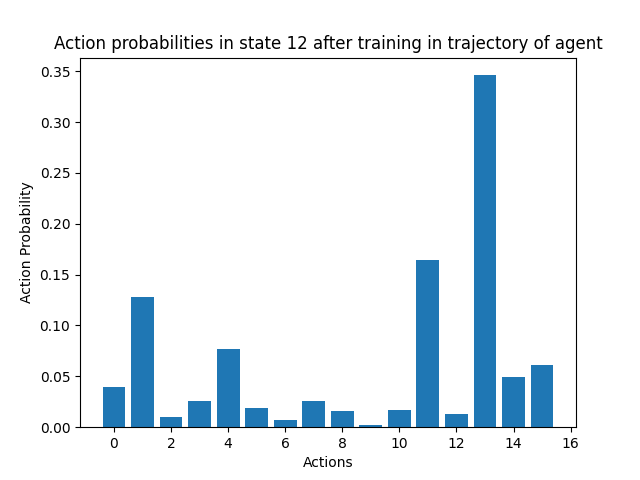 Action probabilities in state 12 after training in trajectory of agent
0.35
0.30
0.25
0.20
0.15
0.10
0.05
0.00
Action Probability
0 2 4 6 8 10 12 14 16
Actions